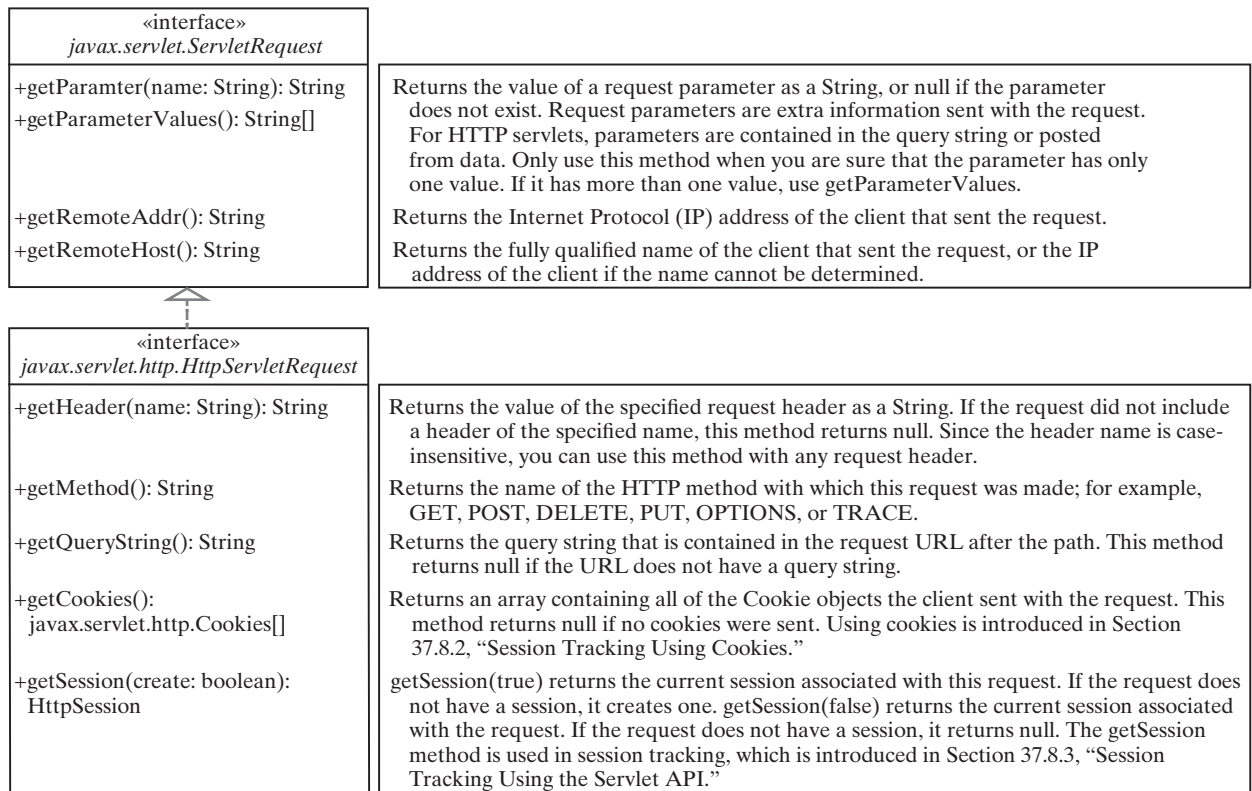 «interface»
javax.servlet.ServletRequest
+getParamter(name: String): String
+getParameterValues(): String[]
Returns the value of a request parameter as a String, or null if the parameter
does not exist. Request parameters are extra information sent with the request.
For HTTP servlets, parameters are contained in the query string or posted
from data. Only use this method when you are sure that the parameter has only
one value. If it has more than one value, use getParameterValues.
+getRemoteAddr(): String
Returns the Internet Protocol (IP) address of the client that sent the request.
+getRemoteHost(): String
Returns the fully qualified name of the client that sent the request, or the IP
address of the client if the name cannot be determined.
«interface»
javax.servlet.http.HttpServletRequest
+getHeader(name: String): String
Returns the value of the specified request header as a String. If the request did not include
a header of the specified name, this method returns null. Since the header name is case-
insensitive, you can use this method with any request header.
+getMethod(): String
Returns the name of the HTTP method with which this request was made; for example,
GET, POST, DELETE, PUT, OPTIONS, or TRACE.
+getQueryString(): String
Returns the query string that is contained in the request URL after the path. This method
returns null if the URL does not have a query string.
+getCookies():
javax.servlet.http.Cookies[]
Returns an array containing all of the Cookie objects the client sent with the request. This
method returns null if no cookies were sent. Using cookies is introduced in Section
37.8.2, “Session Tracking Using Cookies.”
+getSession(create: boolean):
HttpSession
getSession(true) returns the current session associated with this request. If the request does
not have a session, it creates one. getSession(false) returns the current session associated
with the request. If the request does not have a session, it returns null. The getSession
method is used in session tracking, which is introduced in Section 37.8.3, “Session
Tracking Using the Servlet API.”